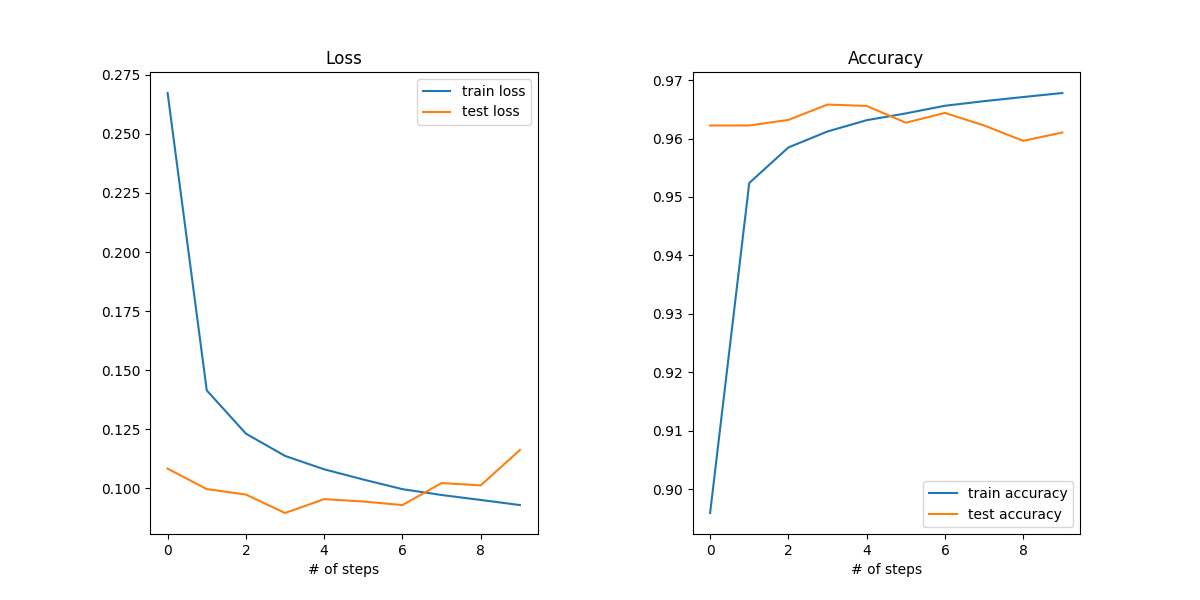 Loss
0.275
0.250
0.225
0.200
0.175
0.150
0.125
0.100
0 2 4 6 8
# of steps
train loss
test loss
Accuracy
0.97
0.96
0.95
0.94
0.93
0.92
0.91
0.90
0 2 4 6 8
# of steps
train accuracy
test accuracy